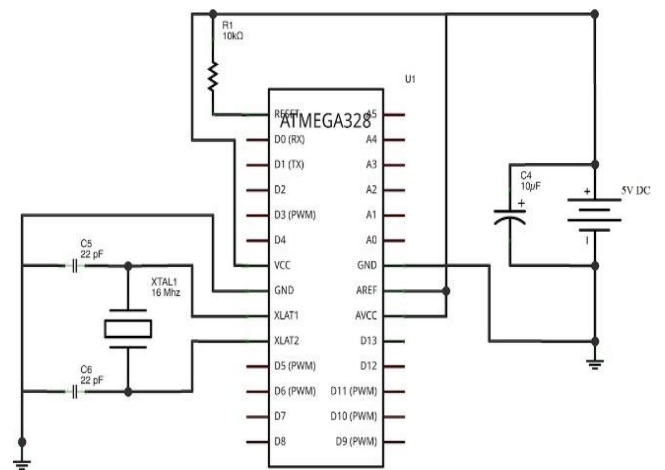 R1
10kΩ
U1
RESET
ATMEGA328
A5
D0 (RX)
A4
D1 (TX)
A3
D2
A2
D3 (PWM)
A1
D4
A0
VCC
GND
GND
AREF
XLAT1
AVCC
XLAT2
D13
D5 (PWM)
D12
D6 (PWM)
D11 (PWM)
D7
D10 (PWM)
D8
D9 (PWM)
C4
10µF
+
+
5V DC
C5
22 pF
XTAL1
16 Mhz
C6
22 pF